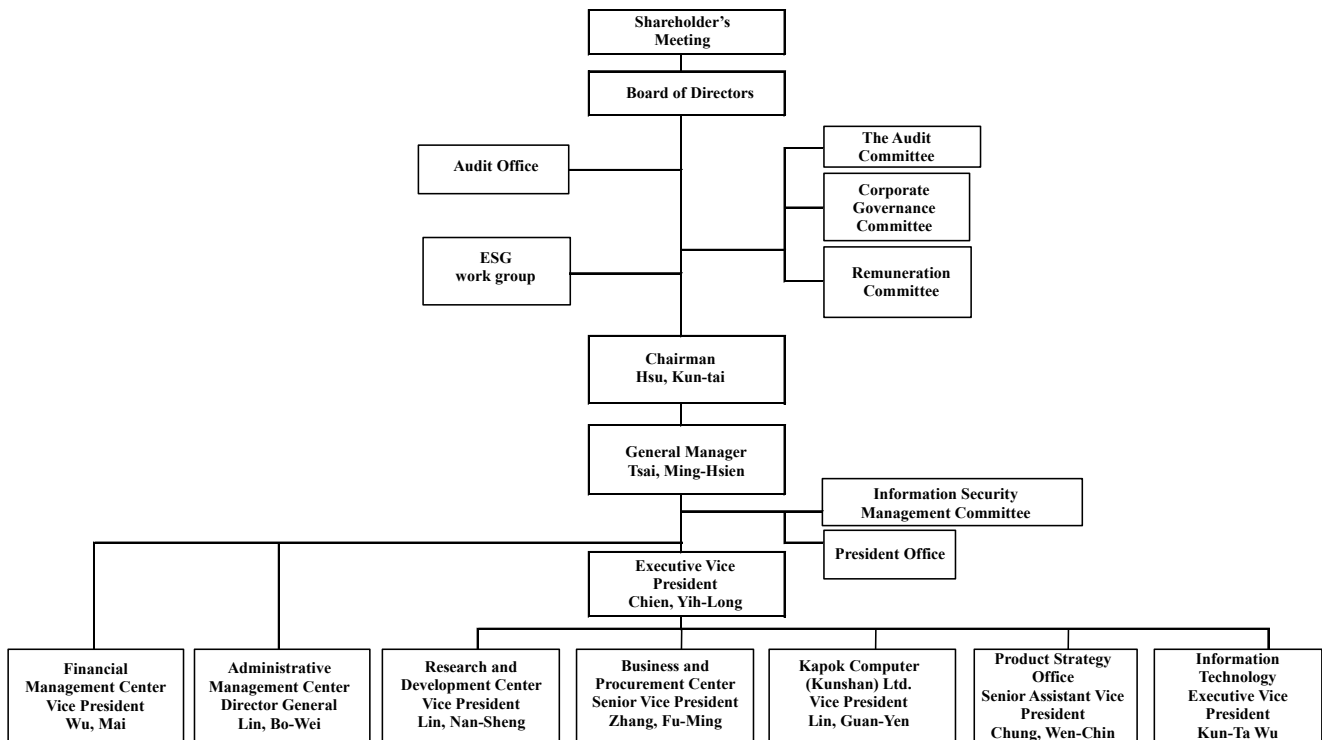 Shareholder's
Meeting
Board of Directors
Audit Office
The Audit
Committee
Corporate
Governance
Committee
ESG
work group
Remuneration
Committee
Chairman
Hsu, Kun-tai
General Manager
Tsai, Ming-Hsien
Information Security
Management Committee
President Office
Executive Vice
President
Chien, Yih-Long
Financial
Management Center
Vice President
Wu, Mai
Administrative
Management Center
Director General
Lin, Bo-Wei
Research and
Development Center
Vice President
Lin, Nan-Sheng
Business and
Procurement Center
Senior Vice President
Zhang, Fu-Ming
Kapok Computer
(Kunshan) Ltd.
Vice President
Lin, Guan-Yen
Product Strategy
Office
Senior Assistant Vice
President
Chung, Wen-Chin
Information
Technology
Executive Vice
President
Kun-Ta Wu